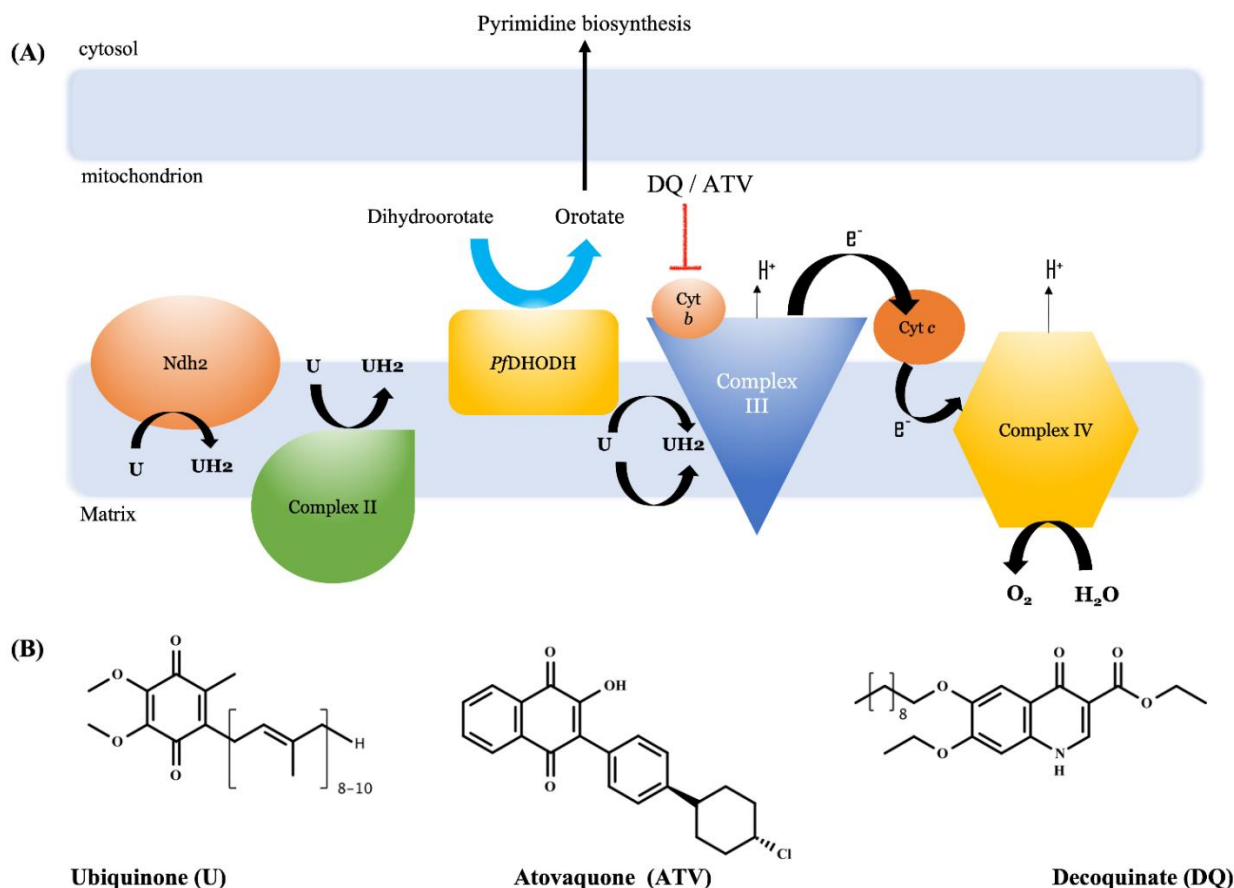 Pyrimidine biosynthesis
(A)
cytosol
mitochondrion
DQ / ATV
Dihydroorotate
Orotate
e-
H+
H+
Cyt
b
Cyt c
Ndh2
U
UH2
PfDHODH
Complex
III
Complex IV
U
UH2
U
UH2
e-
Complex II
Matrix
O2
H2O
(B)
O
O
O
O
H
8-10
O
OH
O
Cl
O
O
O
O
O
N
H
8
Ubiquinone (U)
Atovaquone (ATV)
Decoquinate (DQ)